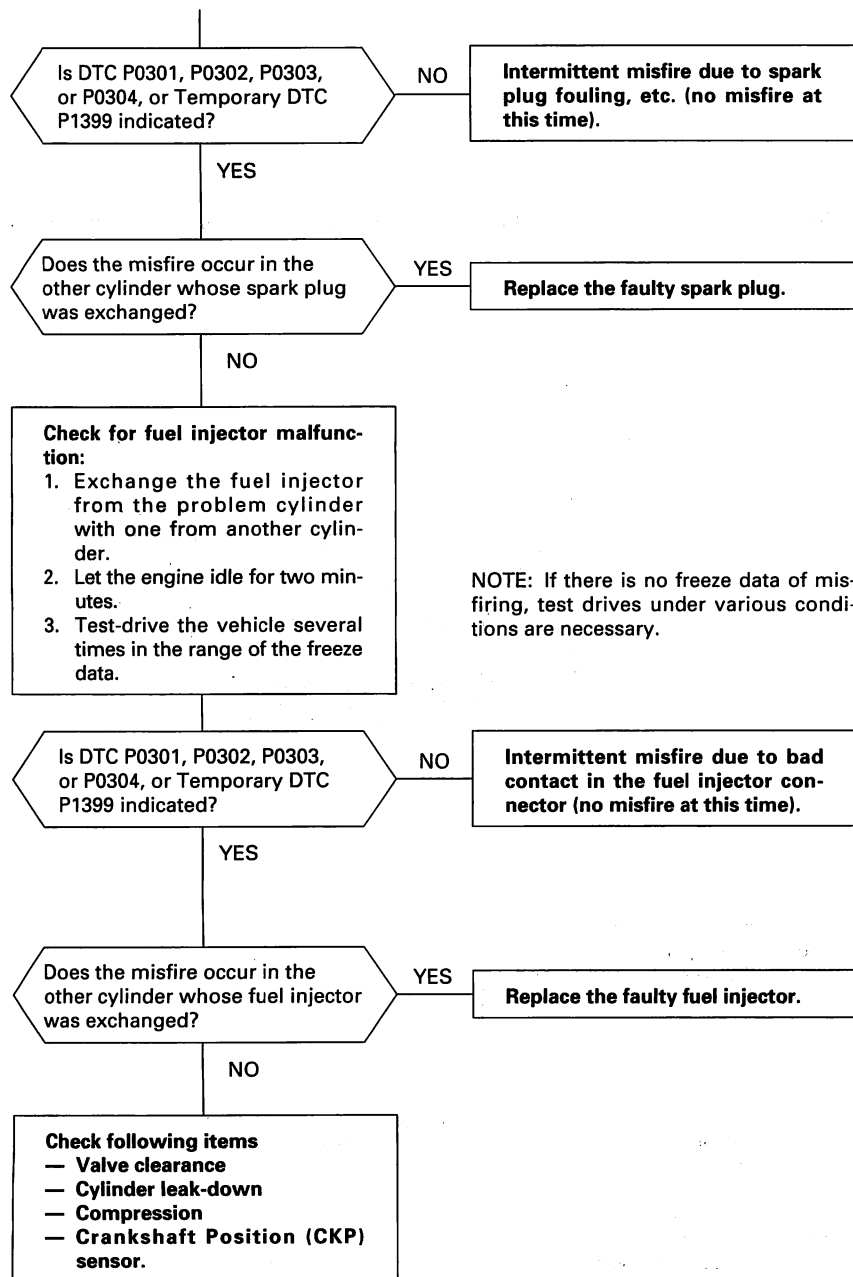 Is DTC P0301, P0302, P0303,
or P0304, or Temporary DTC
P1399 indicated?
NO
Intermittent misfire due to spark
plug fouling, etc. (no misfire at
this time).
YES
Does the misfire occur in the
other cylinder whose spark plug
was exchanged?
YES
Replace the faulty spark plug.
NO
Check for fuel injector malfunc-
tion:
1. Exchange the fuel injector
from the problem cylinder
with one from another cylin-
der.
2. Let the engine idle for two min-
utes.
3. Test-drive the vehicle several
times in the range of the freeze
data.
NOTE: If there is no freeze data of mis-
firing, test drives under various condi-
tions are necessary.
Is DTC P0301, P0302, P0303,
or P0304, or Temporary DTC
P1399 indicated?
NO
Intermittent misfire due to bad
contact in the fuel injector con-
nector (no misfire at this time).
YES
Does the misfire occur in the
other cylinder whose fuel injector
was exchanged?
YES
Replace the faulty fuel injector.
NO
Check following items
— Valve clearance
— Cylinder leak-down
— Compression
— Crankshaft Position (CKP)
sensor.